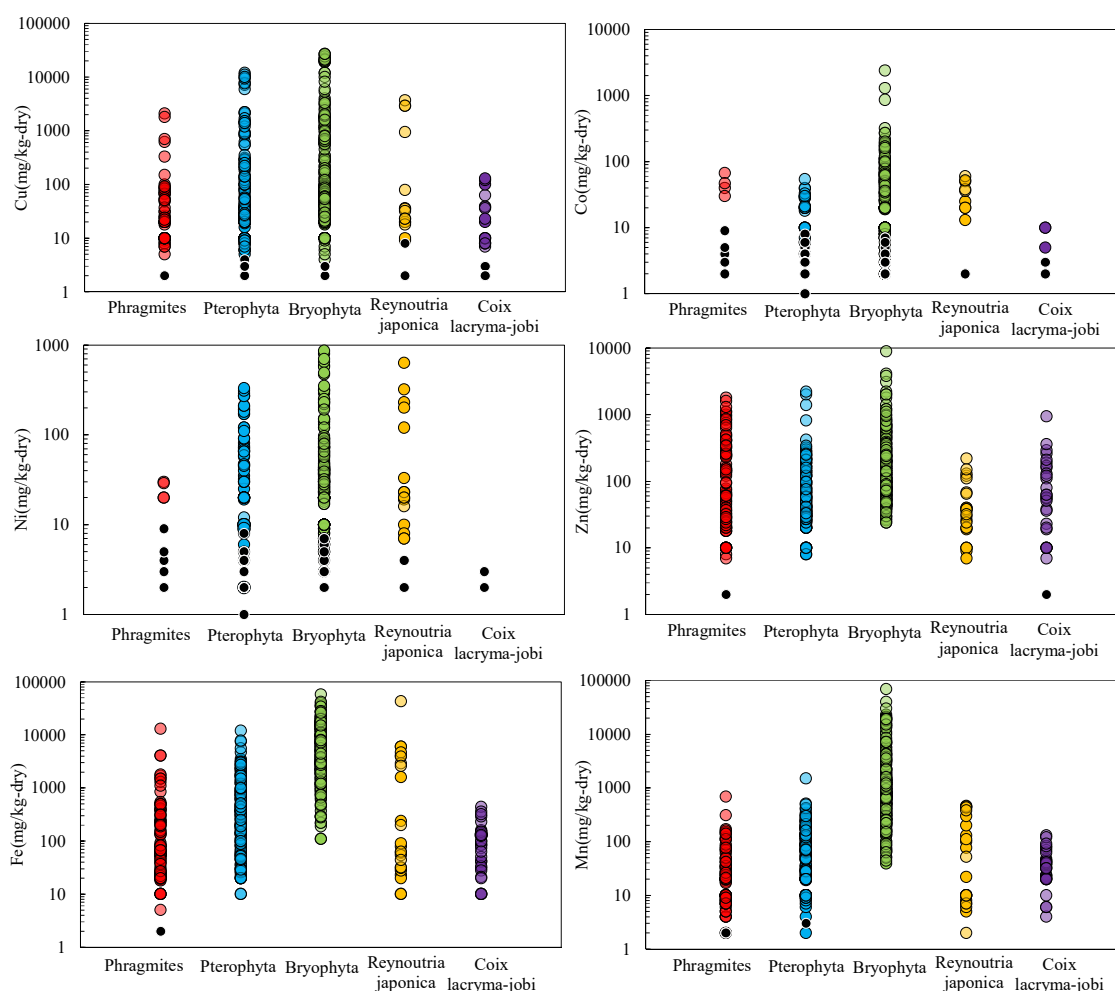 Cu(mg/kg-dry)
100000
10000
1000
100
10
1
Phragmites
Pterophyta
Bryophyta
Reynoutria
japonica
Coix
lacryma-jobi
Co(mg/kg-dry)
10000
1000
100
10
1
Phragmites
Pterophyta
Bryophyta
Reynoutria
japonica
Coix
lacryma-jobi
Ni(mg/kg-dry)
1000
100
10
1
Phragmites
Pterophyta
Bryophyta
Reynoutria
japonica
Coix
lacryma-jobi
Zn(mg/kg-dry)
10000
1000
100
10
1
Phragmites
Pterophyta
Bryophyta
Reynoutria
japonica
Coix
lacryma-jobi
Fe(mg/kg-dry)
100000
10000
1000
100
10
1
Phragmites
Pterophyta
Bryophyta
Reynoutria
japonica
Coix
lacryma-jobi
Mn(mg/kg-dry)
100000
10000
1000
100
10
1
Phragmites
Pterophyta
Bryophyta
Reynoutria
japonica
Coix
lacryma-jobi